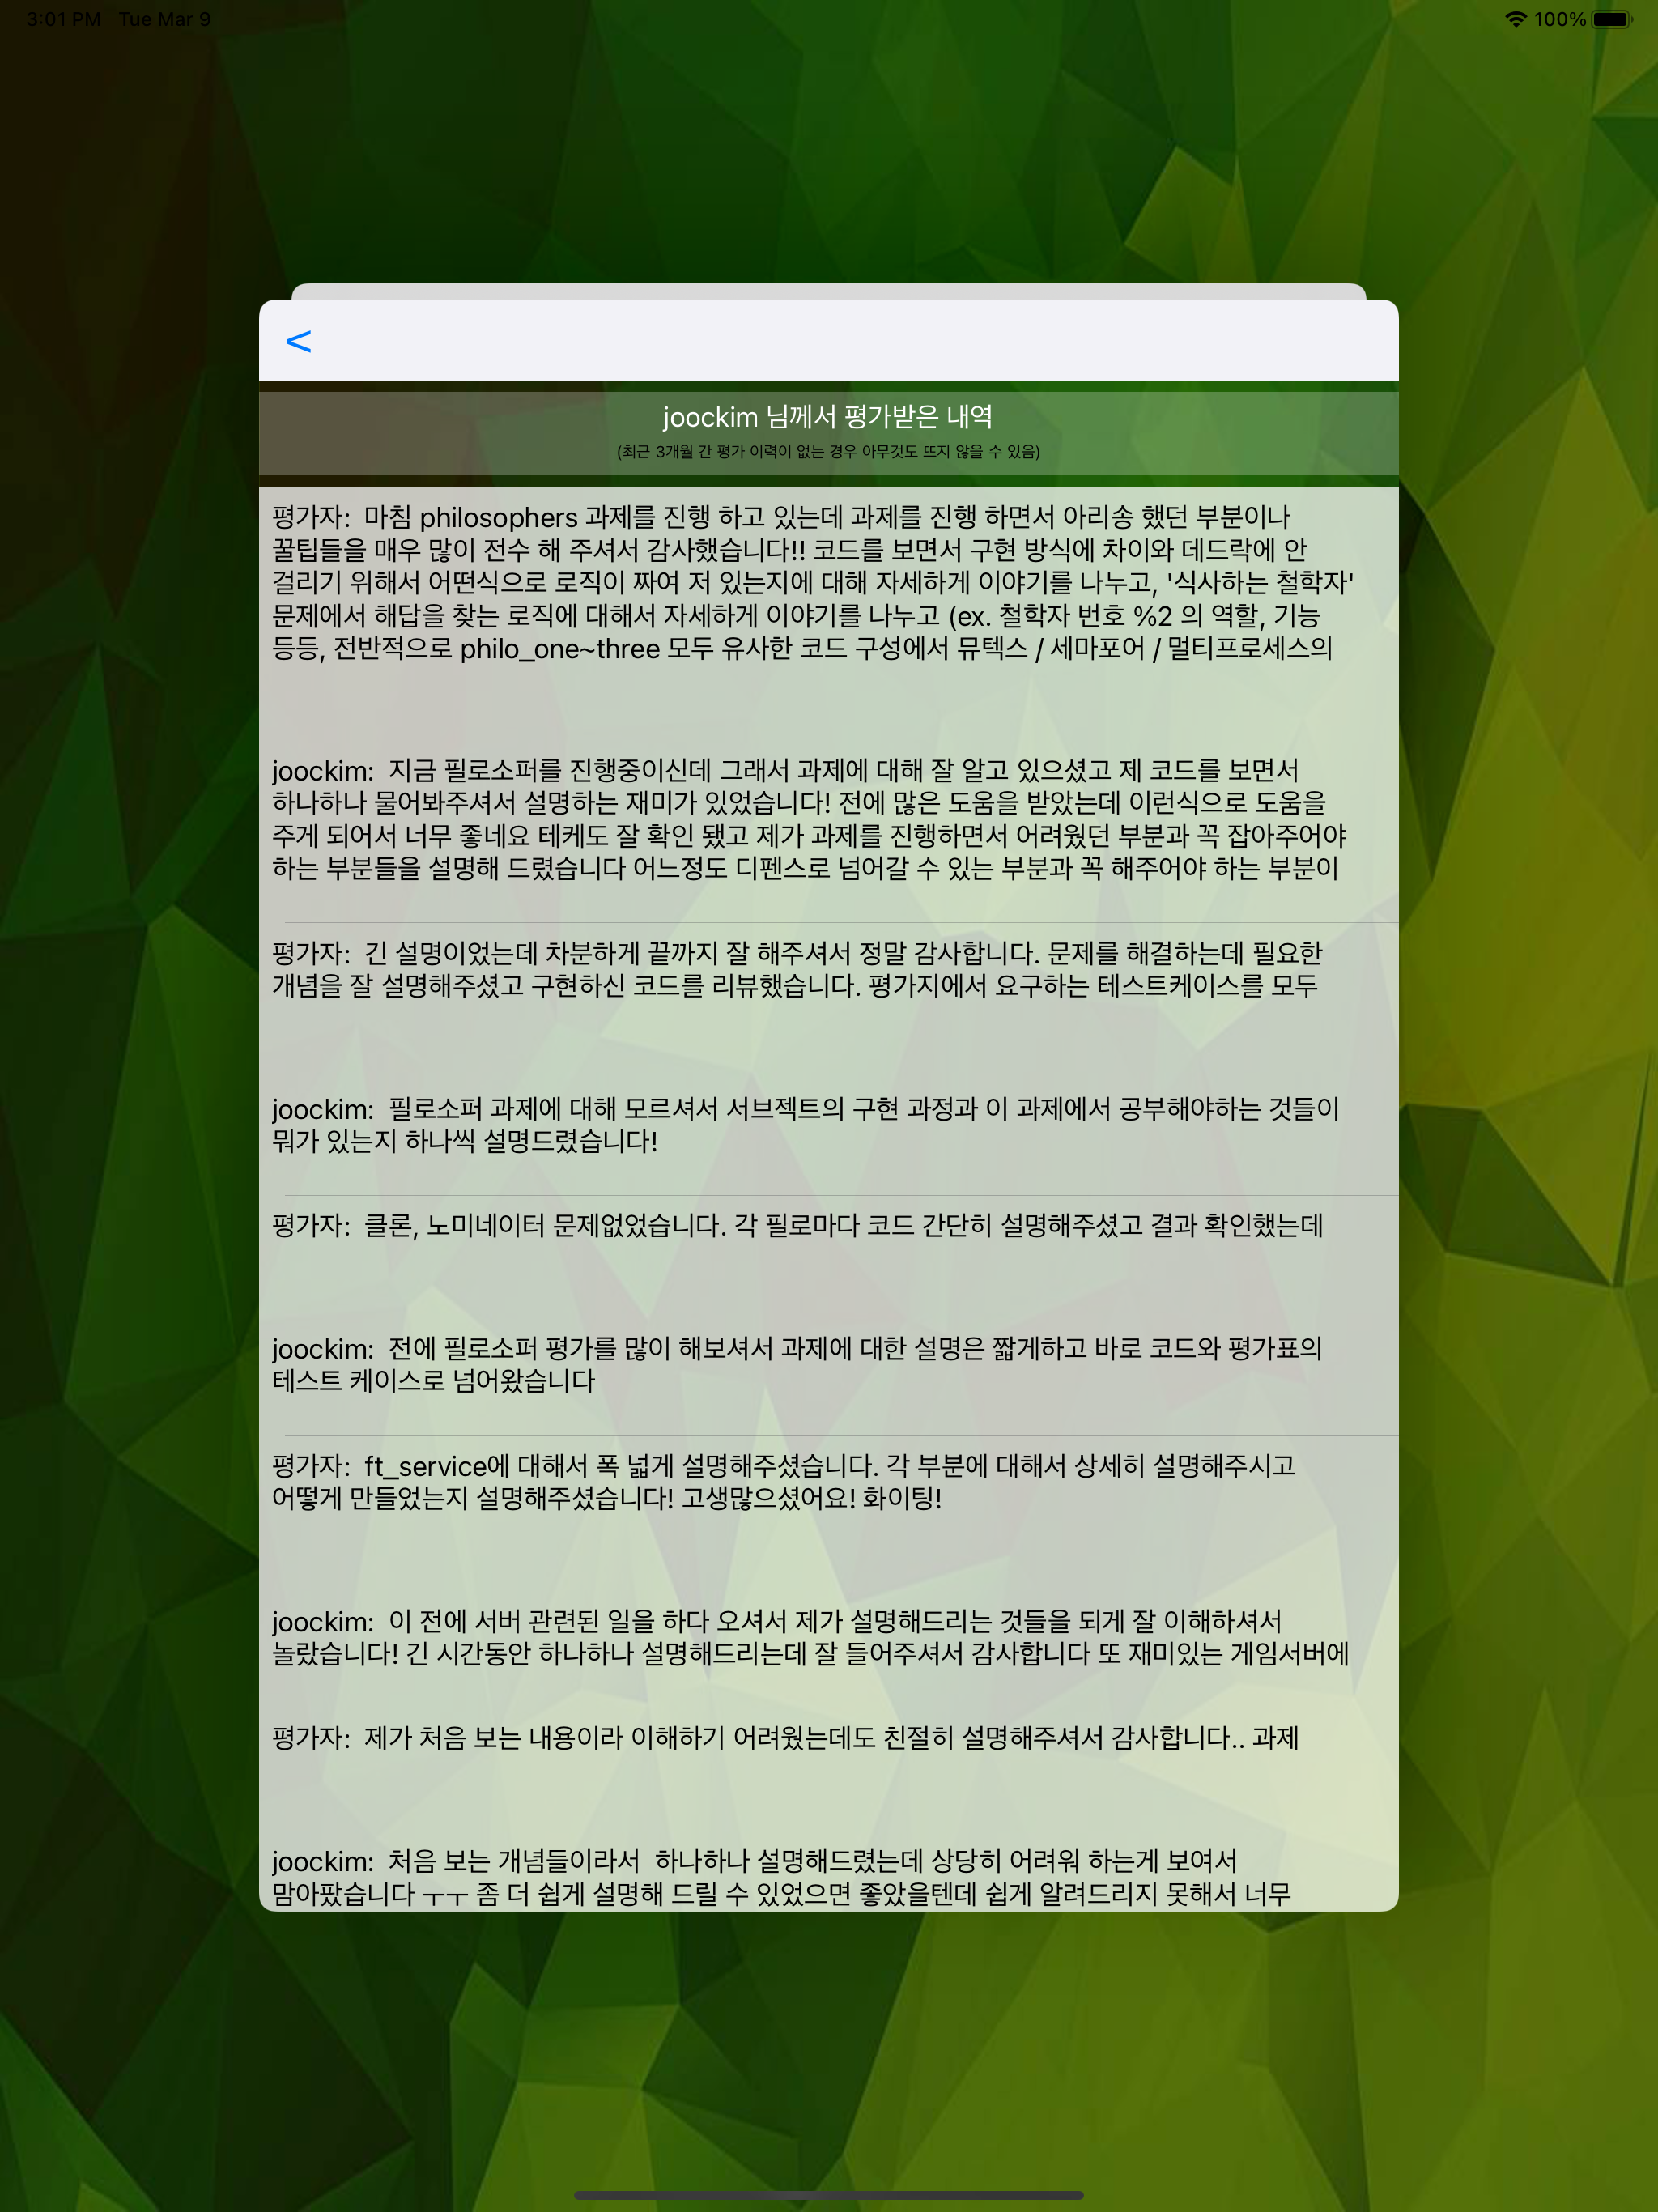 3:01 PM Tue Mar 9
100%
<
joockim 님께서 평가받은 내역
(최근 3개월 간 평가 이력이 없는 경우 아무것도 뜨지 않을 수 있음)
평가자: 마침 philosophers 과제를 진행 하고 있는데 과제를 진행 하면서 아리송 했던 부분이나
꿀팁들을 매우 많이 전수 해 주셔서 감사했습니다!! 코드를 보면서 구현 방식에 차이와 데드락에 안
걸리기 위해서 어떤식으로 로직이 짜여 저 있는지에 대해 자세하게 이야기를 나누고, '식사하는 철학자'
문제에서 해답을 찾는 로직에 대해서 자세하게 이야기를 나누고 (ex. 철학자 번호 %2 의 역할, 기능
등등, 전반적으로 philo_one~three 모두 유사한 코드 구성에서 뮤텍스 / 세마포어 / 멀티프로세스의
joockim: 지금 필로소퍼를 진행중이신데 그래서 과제에 대해 잘 알고 있으셨고 제 코드를 보면서
하나하나 물어봐주셔서 설명하는 재미가 있었습니다! 전에 많은 도움을 받았는데 이런식으로 도움을
주게 되어서 너무 좋네요 테케도 잘 확인 됐고 제가 과제를 진행하면서 어려웠던 부분과 꼭 잡아주어야
하는 부분들을 설명해 드렸습니다 어느정도 디펜스로 넘어갈 수 있는 부분과 꼭 해주어야 하는 부분이
평가자: 긴 설명이었는데 차분하게 끝까지 잘 해주셔서 정말 감사합니다. 문제를 해결하는데 필요한
개념을 잘 설명해주셨고 구현하신 코드를 리뷰했습니다. 평가지에서 요구하는 테스트케이스를 모두
joockim: 필로소퍼 과제에 대해 모르셔서 서브젝트의 구현 과정과 이 과제에서 공부해야하는 것들이
뭐가 있는지 하나씩 설명드렸습니다!
평가자: 클론, 노미네이터 문제없었습니다. 각 필로마다 코드 간단히 설명해주셨고 결과 확인했는데
joockim: 전에 필로소퍼 평가를 많이 해보셔서 과제에 대한 설명은 짧게하고 바로 코드와 평가표의
테스트 케이스로 넘어왔습니다
평가자: ft_service에 대해서 폭 넓게 설명해주셨습니다. 각 부분에 대해서 상세히 설명해주시고
어떻게 만들었는지 설명해주셨습니다! 고생많으셨어요! 화이팅!
joockim: 이 전에 서버 관련된 일을 하다 오셔서 제가 설명해드리는 것들을 되게 잘 이해하셔서
놀랐습니다! 긴 시간동안 하나하나 설명해드리는데 잘 들어주셔서 감사합니다 또 재미있는 게임서버에
평가자: 제가 처음 보는 내용이라 이해하기 어려웠는데도 친절히 설명해주셔서 감사합니다.. 과제
joockim: 처음 보는 개념들이라서 하나하나 설명해드렸는데 상당히 어려워 하는게 보여서
맘아팠습니다 ㅜㅜ 좀 더 쉽게 설명해 드릴 수 있었으면 좋았을텐데 쉽게 알려드리지 못해서 너무